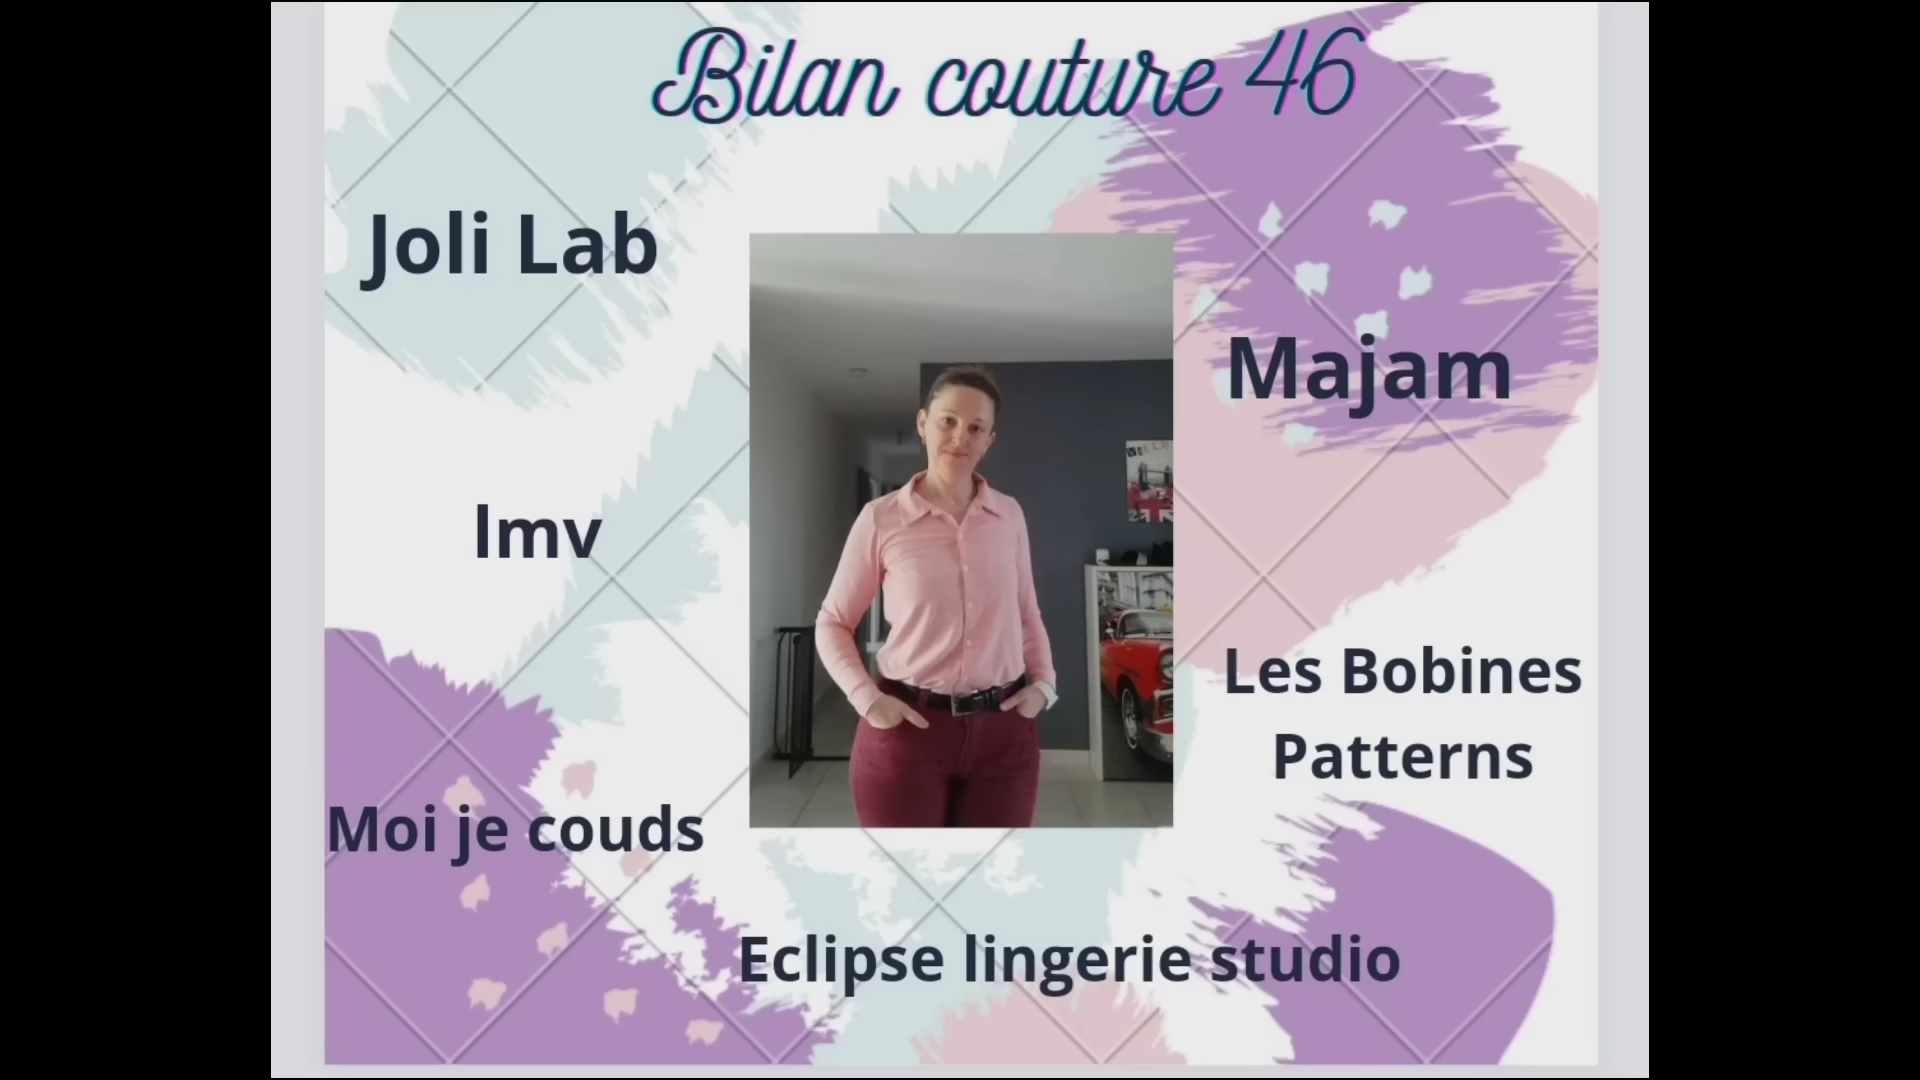 Bilan couture 46
Joli Lab
Majam
lmv
Les Bobines
Patterns
Moi je couds
Eclipse lingerie studio